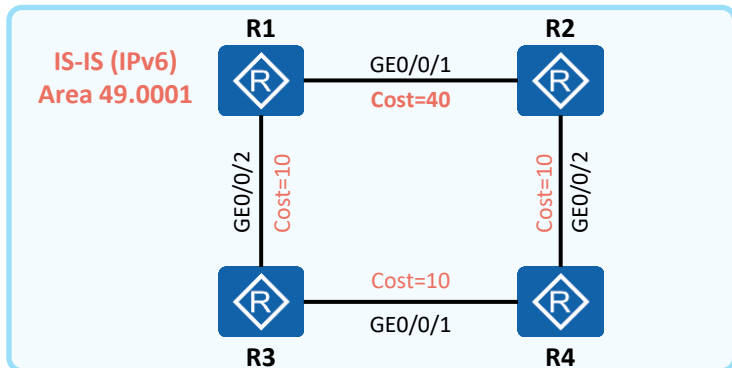 R1
R2
IS-IS (IPv6)
Area 49.0001
R
GE0/0/1
Cost=40
R
GE0/0/2
Cost=10
Cost=10
GE0/0/2
R
Cost=10
GE0/0/1
R
R3
R4